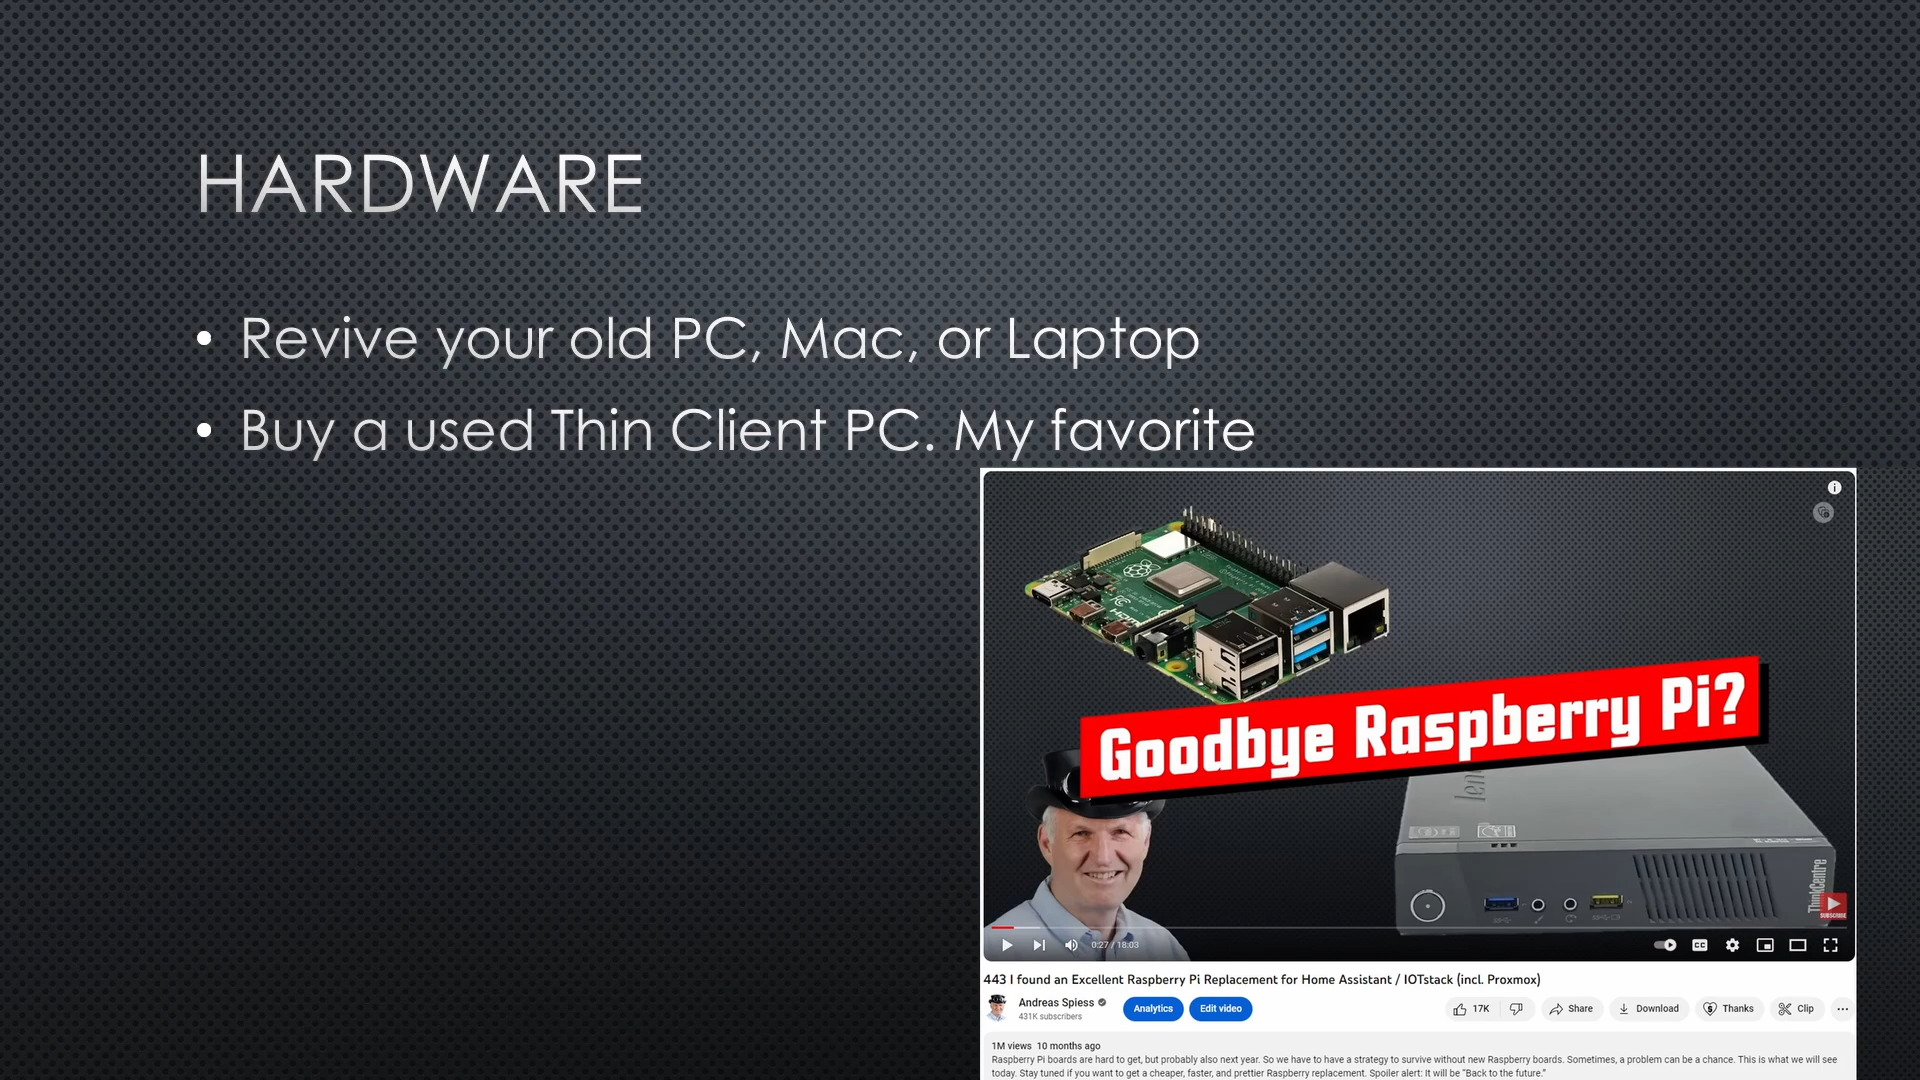 HARDWARE
• Revive your old PC, Mac, or Laptop
• Buy a used Thin Client PC. My favorite
Goodbye Raspberry Pi?
ThinkCentre
SUBSCRIBE
0:27 / 18:03
443 I found an Excellent Raspberry Pi Replacement for Home Assistant / IOTstack (incl. Proxmox)
Andreas Spiess
431K subscribers
Analytics
Edit video
17K
Share
Download
Thanks
Clip
1M views 10 months ago
Raspberry Pi boards are hard to get, but probably also next year. So we have to have a strategy to survive without new Raspberry boards. Sometimes, a problem can be a chance. This is what we will see
today. Stay tuned if you want to get a cheaper, faster, and prettier Raspberry replacement. Spoiler alert: It will be “Back to the future.”